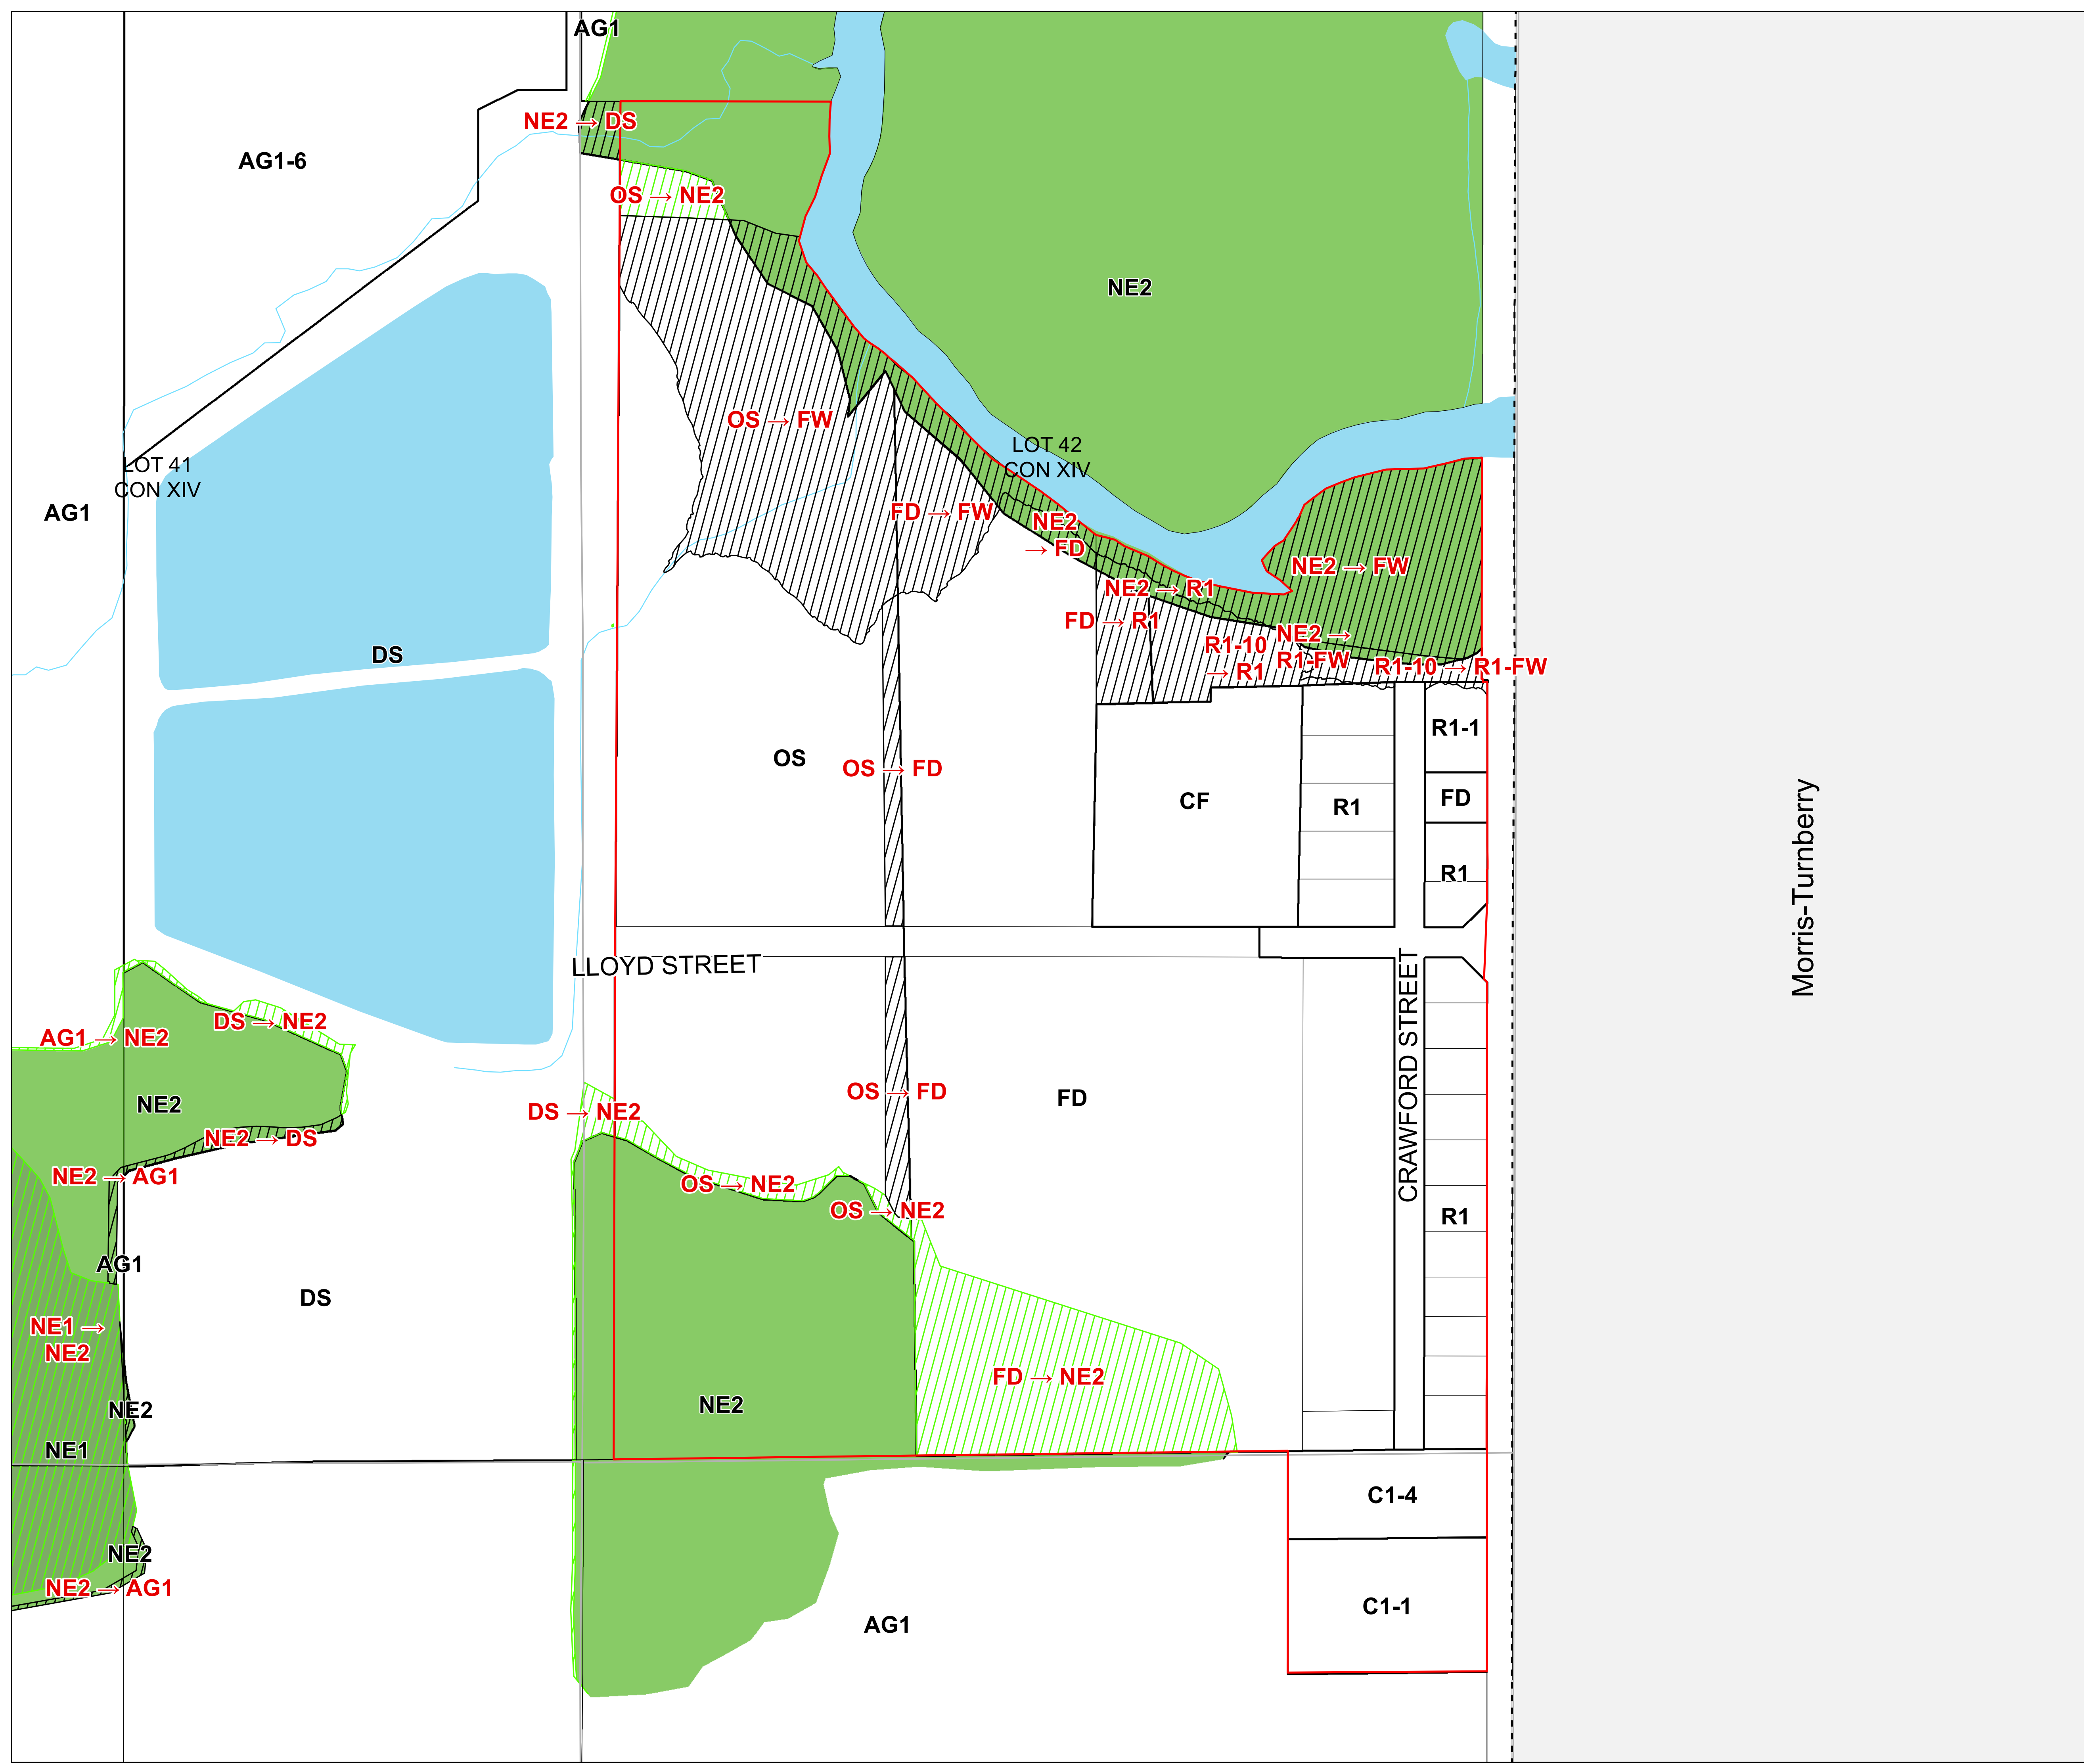 AG1
NE2 → DS
AG1-6
OS → NE2
NE2
OS → FW
LOT 42
CON XIV
LOT 41
CON XIV
AG1
FD → FW
NE2
→ FD
NE2 → FW
NE2 → R1
FD → R1
R1-10
→ R1
NE2 →
R1-FW
R1-10 → R1-FW
DS
R1-1
OS
OS → FD
CF
R1
FD
R1
Morris-Turnberry
LLOYD STREET
CRAWFORD STREET
DS → NE2
AG1 → NE2
NE2
NE2 → DS
DS → NE2
OS → FD
FD
NE2 → AG1
OS → NE2
OS → NE2
R1
AG1
DS
NE1 →
NE2
FD → NE2
NE2
NE2
NE1
C1-4
NE2
NE2 → AG1
AG1
C1-1